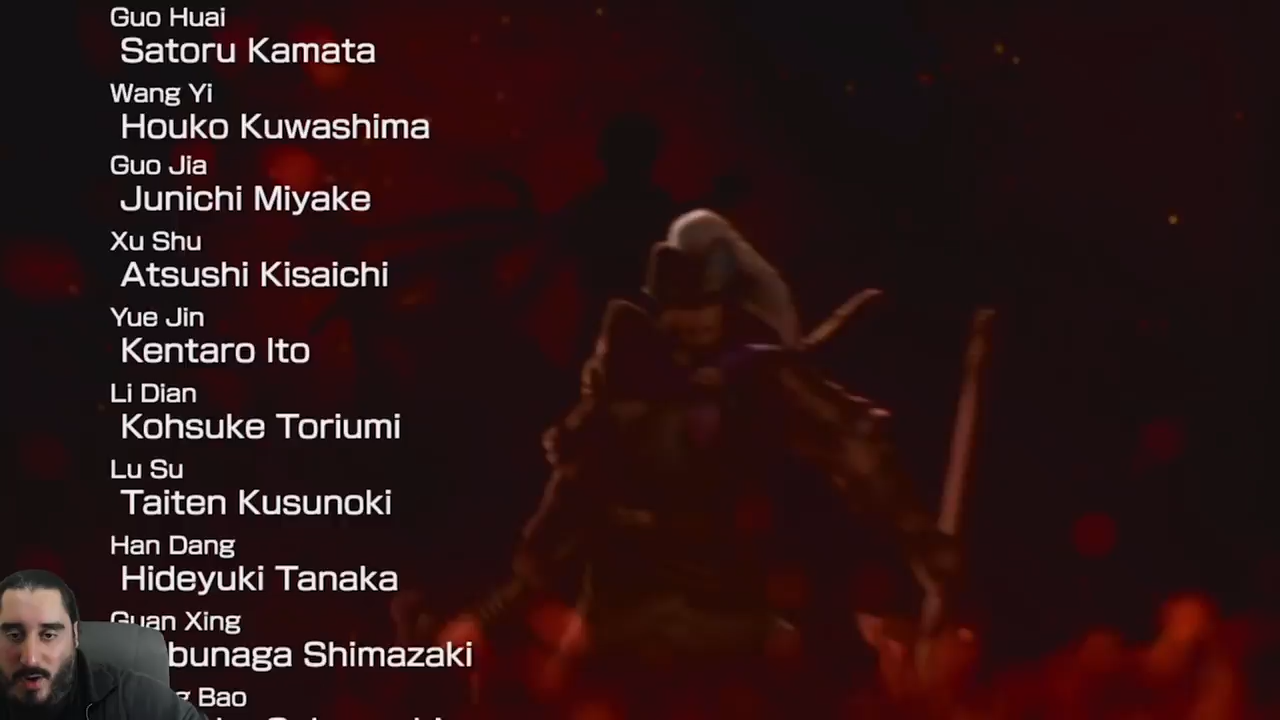 Guo Huai
Satoru Kamata
Wang Yi
Houko Kuwashima
Guo Jia
Junichi Miyake
Xu Shu
Atsushi Kisaichi
Yue Jin
Kentaro Ito
Li Dian
Kohsuke Toriumi
Lu Su
Taiten Kusunoki
Han Dang
Hideyuki Tanaka
Guan Xing
bunaga Shimazaki
Bao